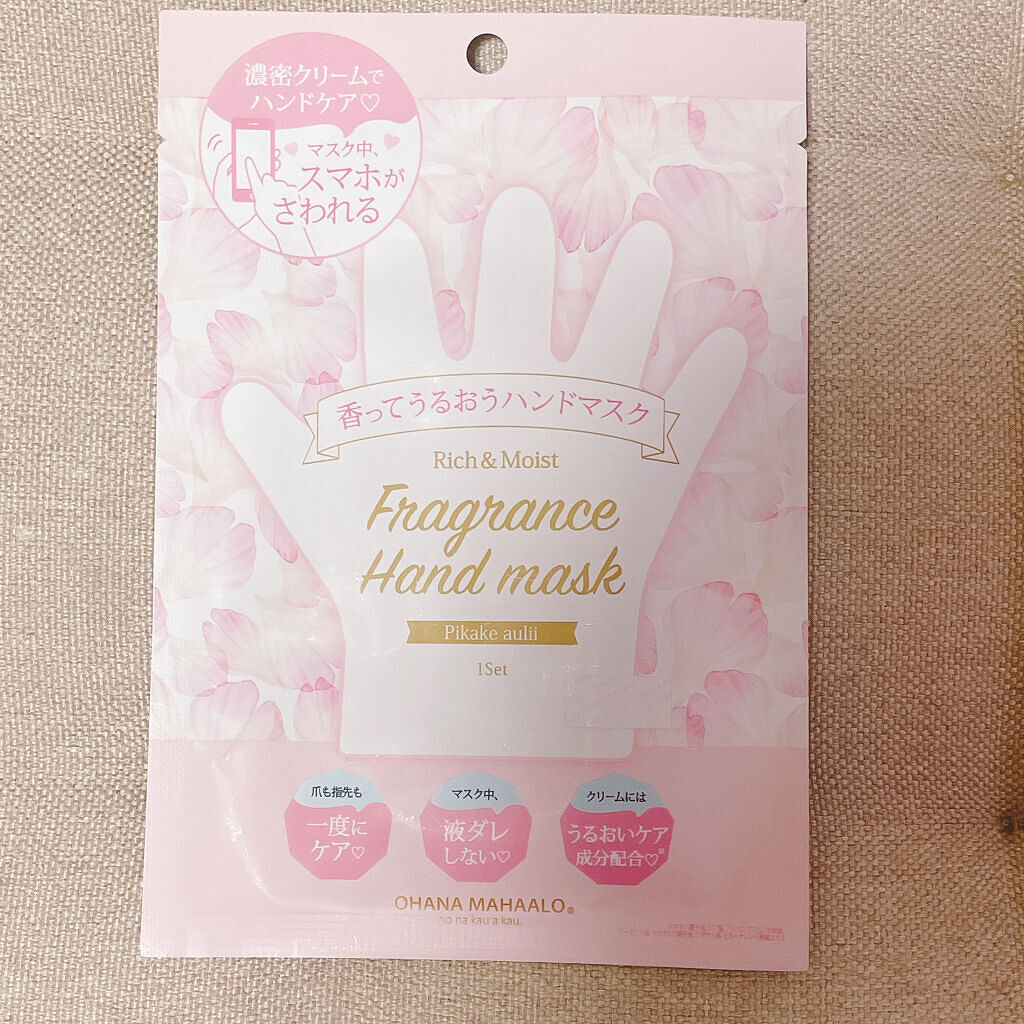 濃密クリームで
ハンドケア♡
マスク中、
スマホが
さわれる
香ってうるおうハンドマスク
Rich & Moist
Fragrance
Hand mask
Pikake aulii
1Set
爪も指先も
一度に
ケア♡
マスク中、
液ダレ
しない♡
クリームには
うるおいケア
成分配合♡※
OHANA MAHAALO®
no na kau a kau.